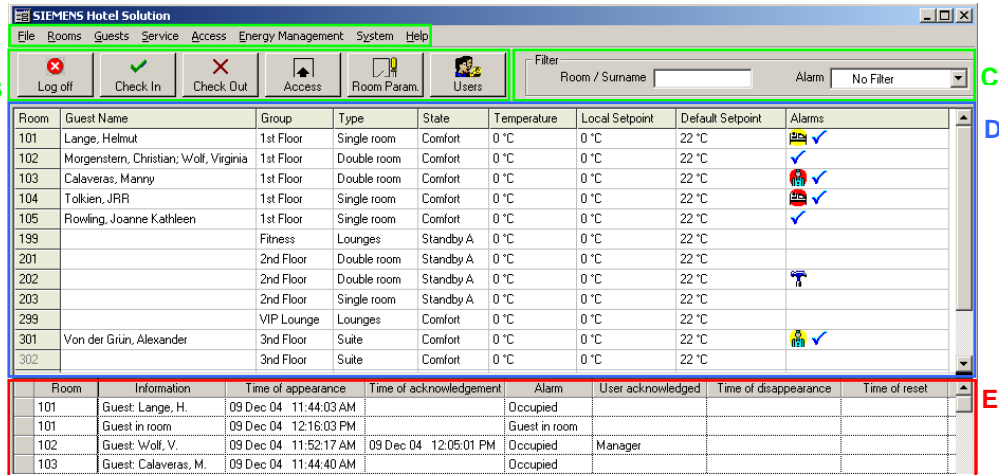 SIEMENS Hotel Solution
File Rooms Guests Service Access Energy Management System Help
Log off Check In Check Out Access Room Param. Users Filter Room / Surname Alarm No Filter C
D
Room Guest Name Group Type State Temperature Local Setpoint Default Setpoint Alarms
101 Lange, Helmut 1st Floor Single room Comfort 0 °C 0 °C 22 °C
102 Morgenstern, Christian; Wolf, Virginia 1st Floor Double room Comfort 0 °C 0 °C 22 °C
103 Calaveras, Manny 1st Floor Double room Comfort 0 °C 0 °C 22 °C
104 Tolkien, JRR 1st Floor Single room Comfort 0 °C 0 °C 22 °C
105 Rowling, Joanne Kathleen 1st Floor Single room Comfort 0 °C 0 °C 22 °C
199 Fitness Lounges Standby A 0 °C 0 °C 22 °C
201 2nd Floor Double room Standby A 0 °C 0 °C 22 °C
202 2nd Floor Double room Standby A 0 °C 0 °C 22 °C
203 2nd Floor Single room Standby A 0 °C 0 °C 22 °C
299 VIP Lounge Lounges Comfort 0 °C 0 °C 22 °C
301 Von der Grün, Alexander 3nd Floor Suite Comfort 0 °C 0 °C 22 °C
302 3nd Floor Suite Comfort 0 °C 0 °C 22 °C
E
Room Information Time of appearance Time of acknowledgement Alarm User acknowledged Time of disappearance Time of reset
101 Guest: Lange, H. 09 Dec 04 11:44:03 AM Occupied
101 Guest in room 09 Dec 04 12:16:03 PM Guest in room
102 Guest: Wolf, V. 09 Dec 04 11:52:17 AM 09 Dec 04 12:05:01 PM Occupied Manager
103 Guest: Calaveras, M. 09 Dec 04 11:44:40 AM Occupied